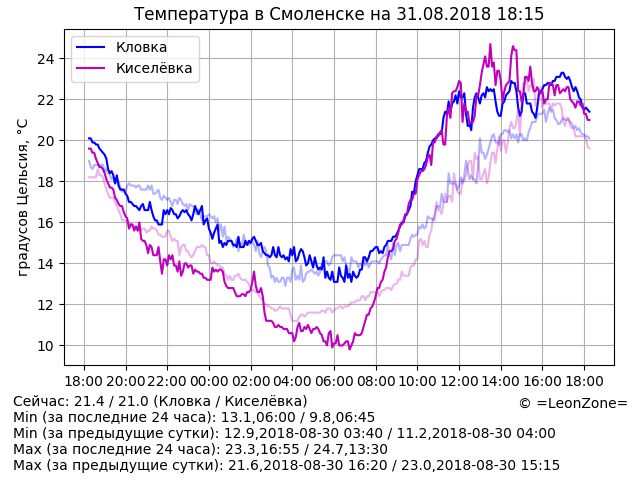 Температура в Смоленске на 31.08.2018 18:15
Кловка
Киселёвка
градусов Цельсия, °C
24
22
20
18
16
14
12
10
18:00 20:00 22:00 00:00 02:00 04:00 06:00 08:00 10:00 12:00 14:00 16:00 18:00
Сейчас: 21.4 / 21.0 (Кловка / Киселёвка)
© =LeonZone=
Min (за последние 24 часа): 13.1,06:00 / 9.8,06:45
Min (за предыдущие сутки): 12.9,2018-08-30 03:40 / 11.2,2018-08-30 04:00
Max (за последние 24 часа): 23.3,16:55 / 24.7,13:30
Max (за предыдущие сутки): 21.6,2018-08-30 16:20 / 23.0,2018-08-30 15:15